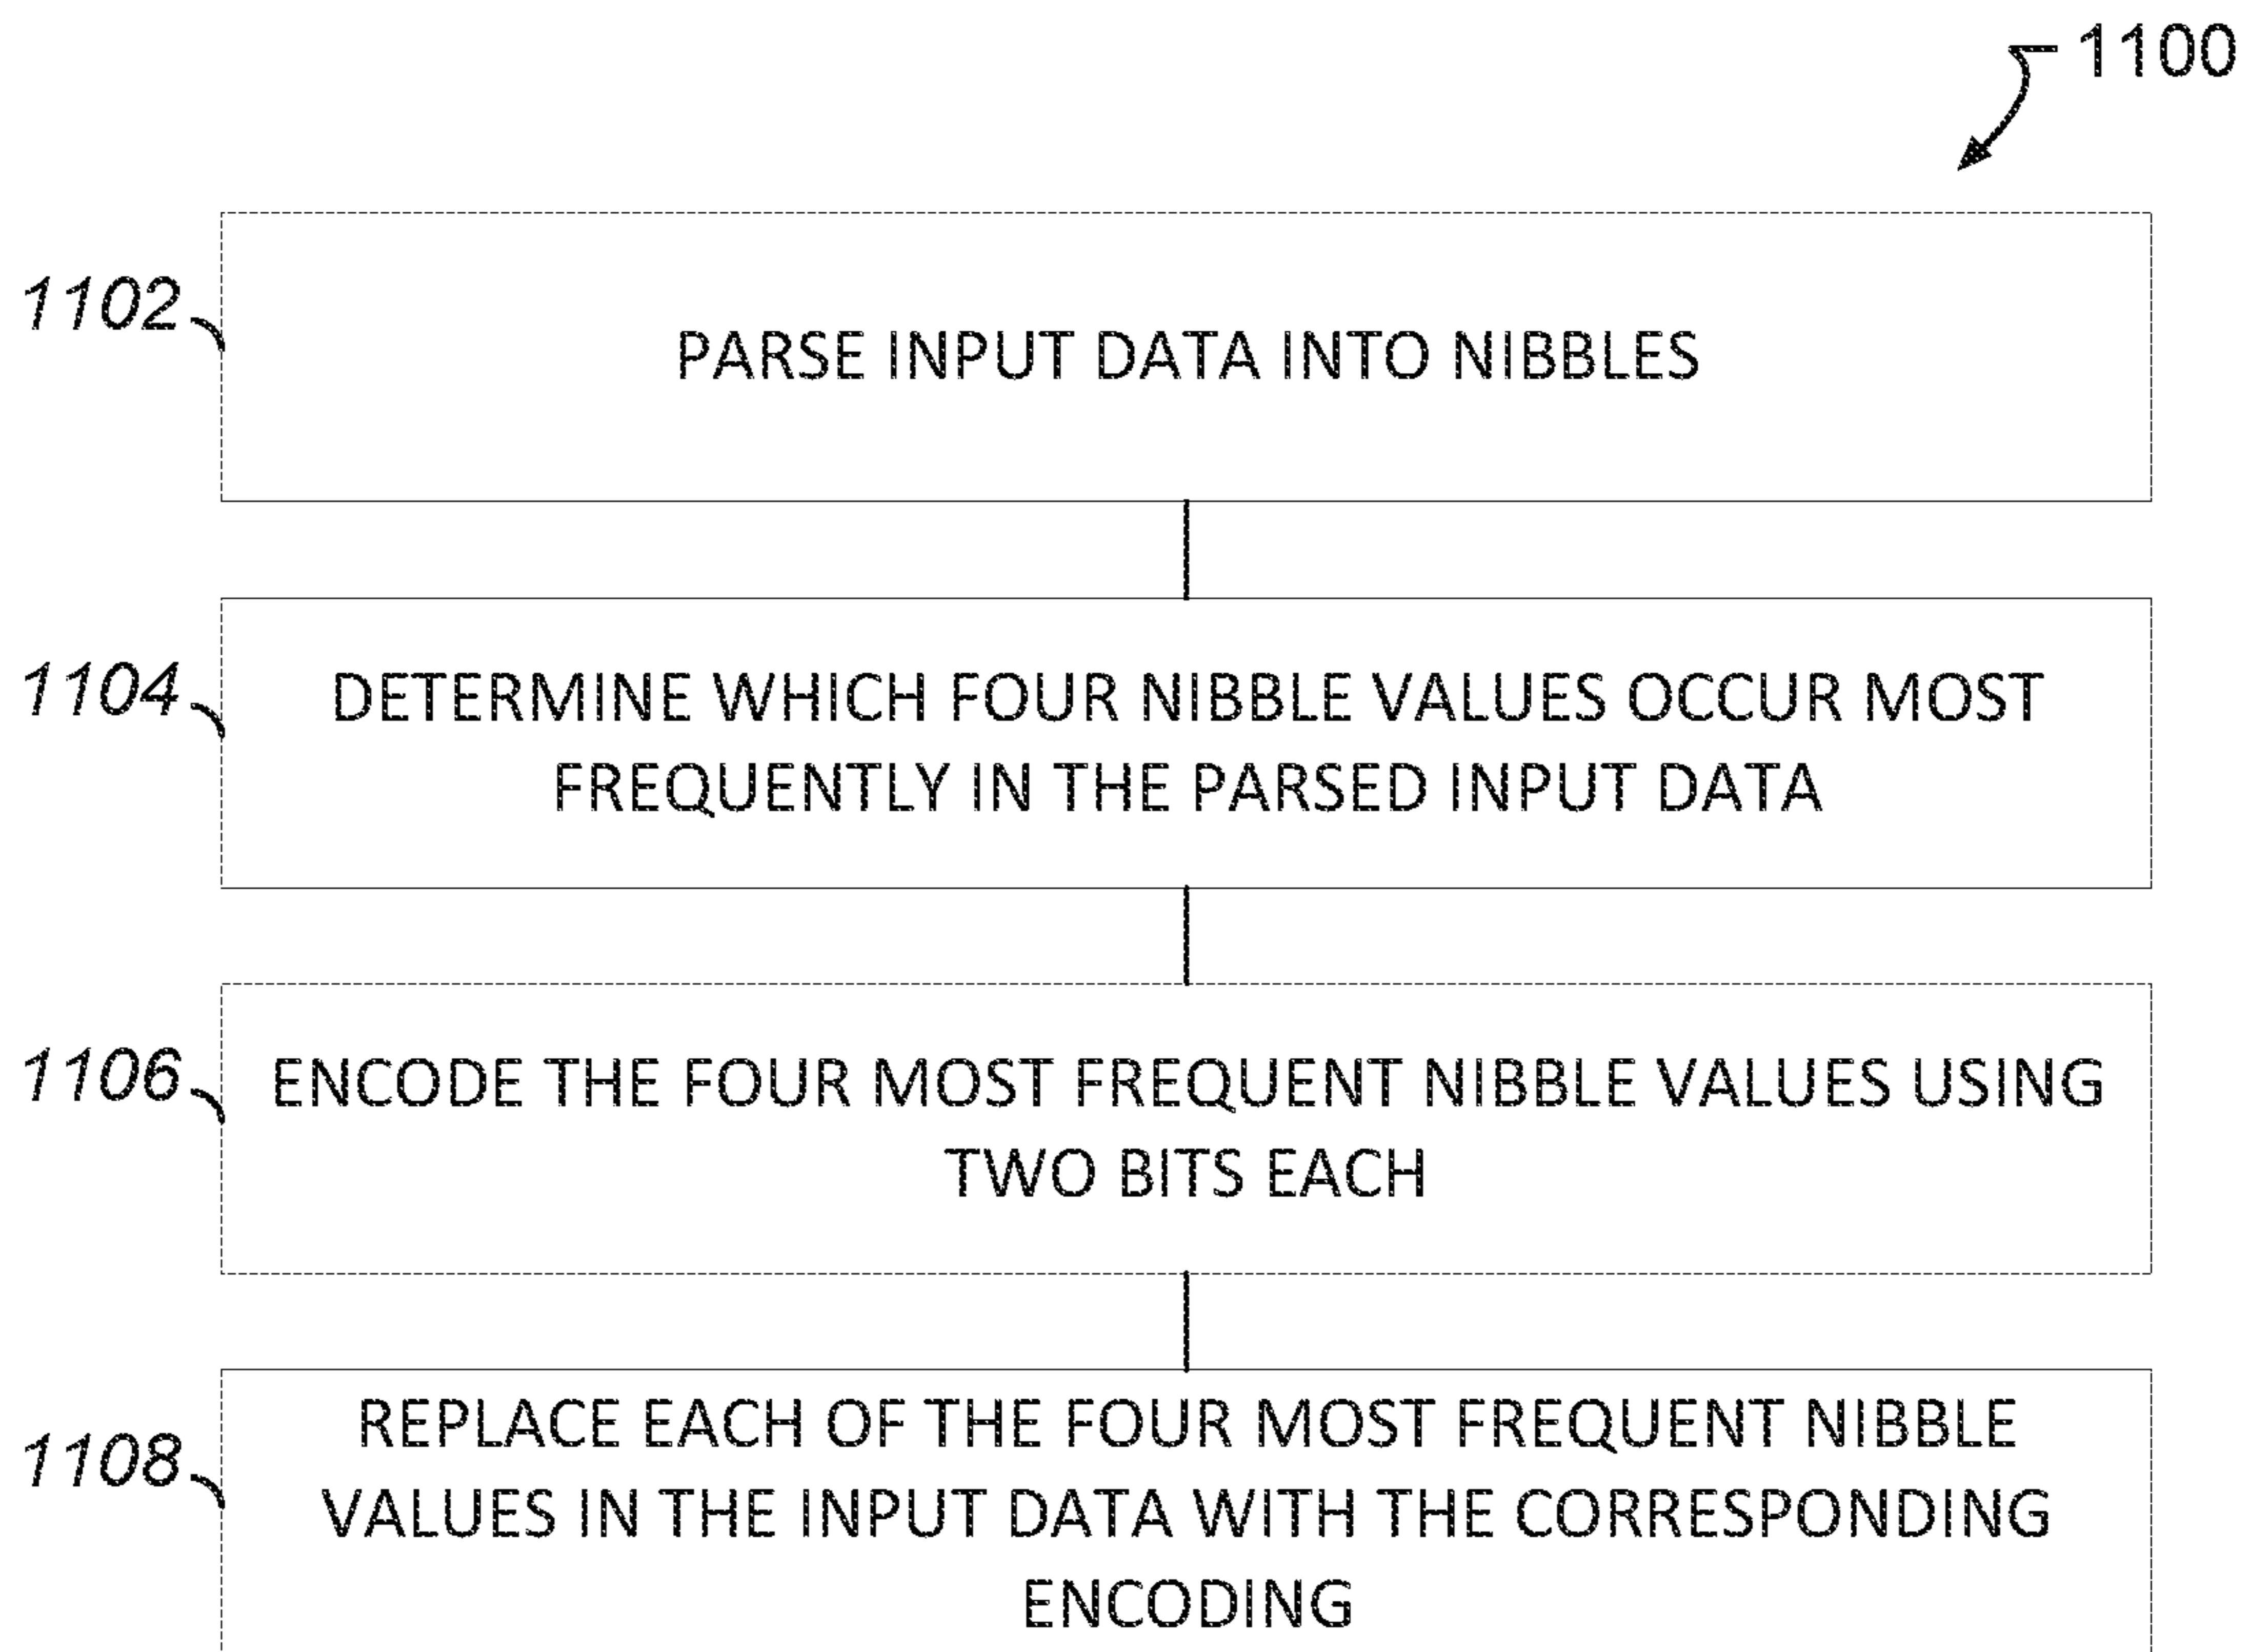 1100
1102
PARSE INPUT DATA INTO NIBBLES
1104
DETERMINE WHICH FOUR NIBBLE VALUES OCCUR MOST
FREQUENTLY IN THE PARSED INPUT DATA
1106
ENCODE THE FOUR MOST FREQUENT NIBBLE VALUES USING
TWO BITS EACH
1108
REPLACE EACH OF THE FOUR MOST FREQUENT NIBBLE
VALUES IN THE INPUT DATA WITH THE CORRESPONDING
ENCODING